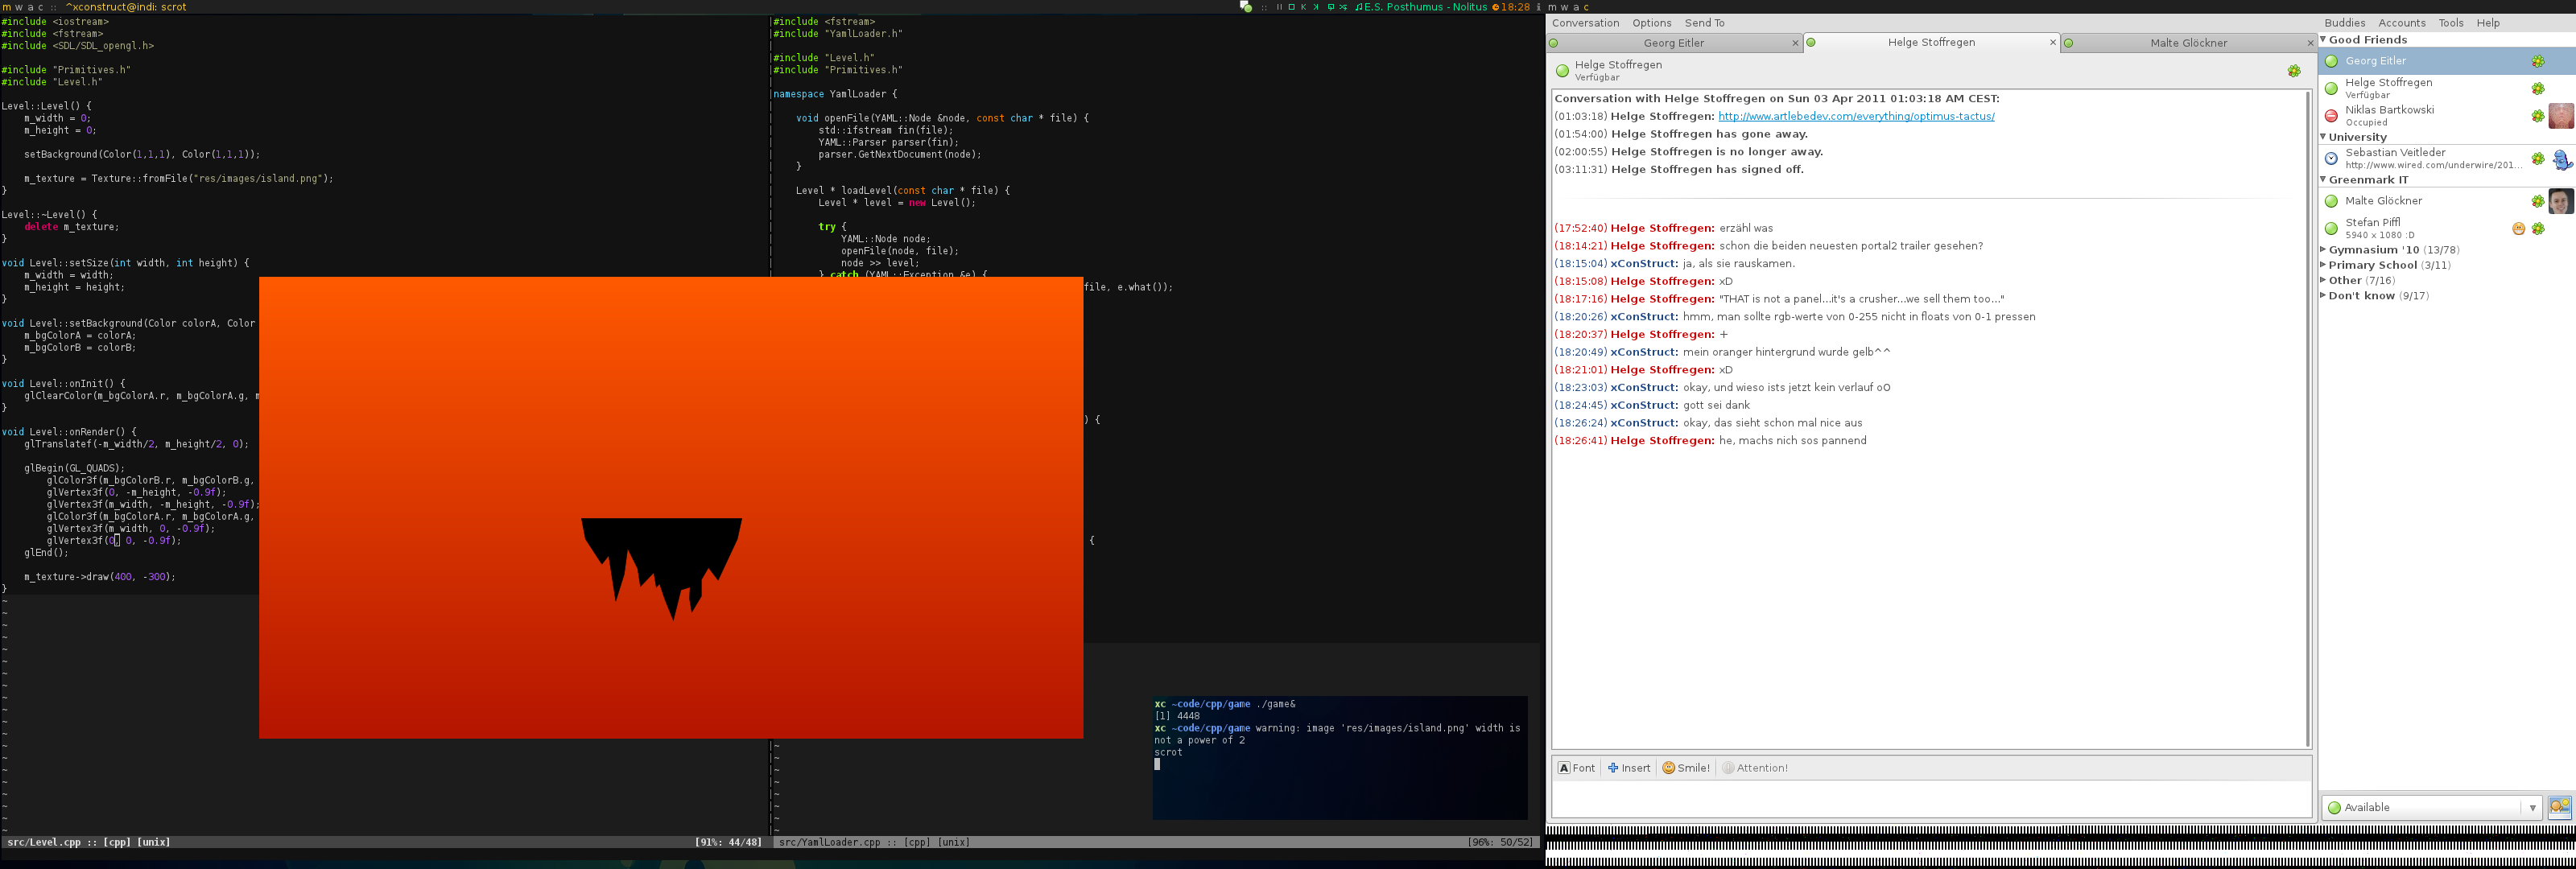 m w a c :: ^xconstruct@indi: scrot
E.S. Posthumus - Nolitus 18:28
m w a c
#include <iostream>
#include <fstream>
#include <SDL/SDL_opengl.h>
#include "Primitives.h"
#include "Level.h"
Level::Level() {
m_width = 0;
m_height = 0;
setBackground(Color(1,1,1), Color(1,1,1));
m_texture = Texture::fromFile("res/images/island.png");
}
Level::~Level() {
delete m_texture;
}
void Level::setSize(int width, int height) {
m_width = width;
m_height = height;
}
void Level::setBackground(Color colorA, Color
m_bgColorA = colorA;
m_bgColorB = colorB;
}
void Level::onInit() {
glClearColor(m_bgColorA.r, m_bgColorA.g,
}
void Level::onRender() {
glTranslatef(-m_width/2, m_height/2, 0);
glBegin(GL_QUADS);
glColor3f(m_bgColorB.r, m_bgColorB.g,
glVertex3f(0, -m_height, -0.9f);
glVertex3f(m_width, -m_height, -0.9f);
glColor3f(m_bgColorA.r, m_bgColorA.g,
glVertex3f(m_width, 0, -0.9f);
glVertex3f(0, 0, -0.9f);
glEnd();
m_texture->draw(400, -300);
}
src/Level.cpp :: [cpp] [unix] [91%: 44/48]
#include <fstream>
#include "YamlLoader.h"
#include "Level.h"
#include "Primitives.h"
namespace YamlLoader {
void openFile(YAML::Node &node, const char * file) {
std::ifstream fin(file);
YAML::Parser parser(fin);
parser.GetNextDocument(node);
}
Level * loadLevel(const char * file) {
Level * level = new Level();
try {
YAML::Node node;
openFile(node, file);
node >> level;
} catch (YAML::Exception &e) {
file, e.what());
) {
{
src/YamlLoader.cpp :: [cpp] [unix] [96%: 50/52]
xc ~code/cpp/game ./game&
[1] 4448
xc ~code/cpp/game warning: image 'res/images/island.png' width is
not a power of 2
scrot
Conversation Options Send To
Georg Eitler Helge Stoffregen Malte Glöckner
Helge Stoffregen
Verfügbar
Conversation with Helge Stoffregen on Sun 03 Apr 2011 01:03:18 AM CEST:
(01:03:18) Helge Stoffregen: http://www.artlebedev.com/everything/optimus-tactus/
(01:54:00) Helge Stoffregen has gone away.
(02:00:55) Helge Stoffregen is no longer away.
(03:11:31) Helge Stoffregen has signed off.
(17:52:40) Helge Stoffregen: erzähl was
(18:14:21) Helge Stoffregen: schon die beiden neuesten portal2 trailer gesehen?
(18:15:04) xConStruct: ja, als sie rauskamen.
(18:15:08) Helge Stoffregen: xD
(18:17:16) Helge Stoffregen: "THAT is not a panel...it's a crusher...we sell them too..."
(18:20:26) xConStruct: hmm, man sollte rgb-werte von 0-255 nicht in floats von 0-1 pressen
(18:20:37) Helge Stoffregen: +
(18:20:49) xConStruct: mein oranger hintergrund wurde gelb^^
(18:21:01) Helge Stoffregen: xD
(18:23:03) xConStruct: okay, und wieso ists jetzt kein verlauf oO
(18:24:45) xConStruct: gott sei dank
(18:26:24) xConStruct: okay, das sieht schon mal nice aus
(18:26:41) Helge Stoffregen: he, machs nich sos pannend
Font Insert Smile! Attention!
Buddies Accounts Tools Help
Good Friends
Georg Eitler
Helge Stoffregen
Verfügbar
Niklas Bartkowski
Occupied
University
Sebastian Veitleder
http://www.wired.com/underwire/201...
Greenmark IT
Malte Glöckner
Stefan Piffl
5940 x 1080 ;D
Gymnasium '10 (13/78)
Primary School (3/11)
Other (7/16)
Don't know (9/17)
Available